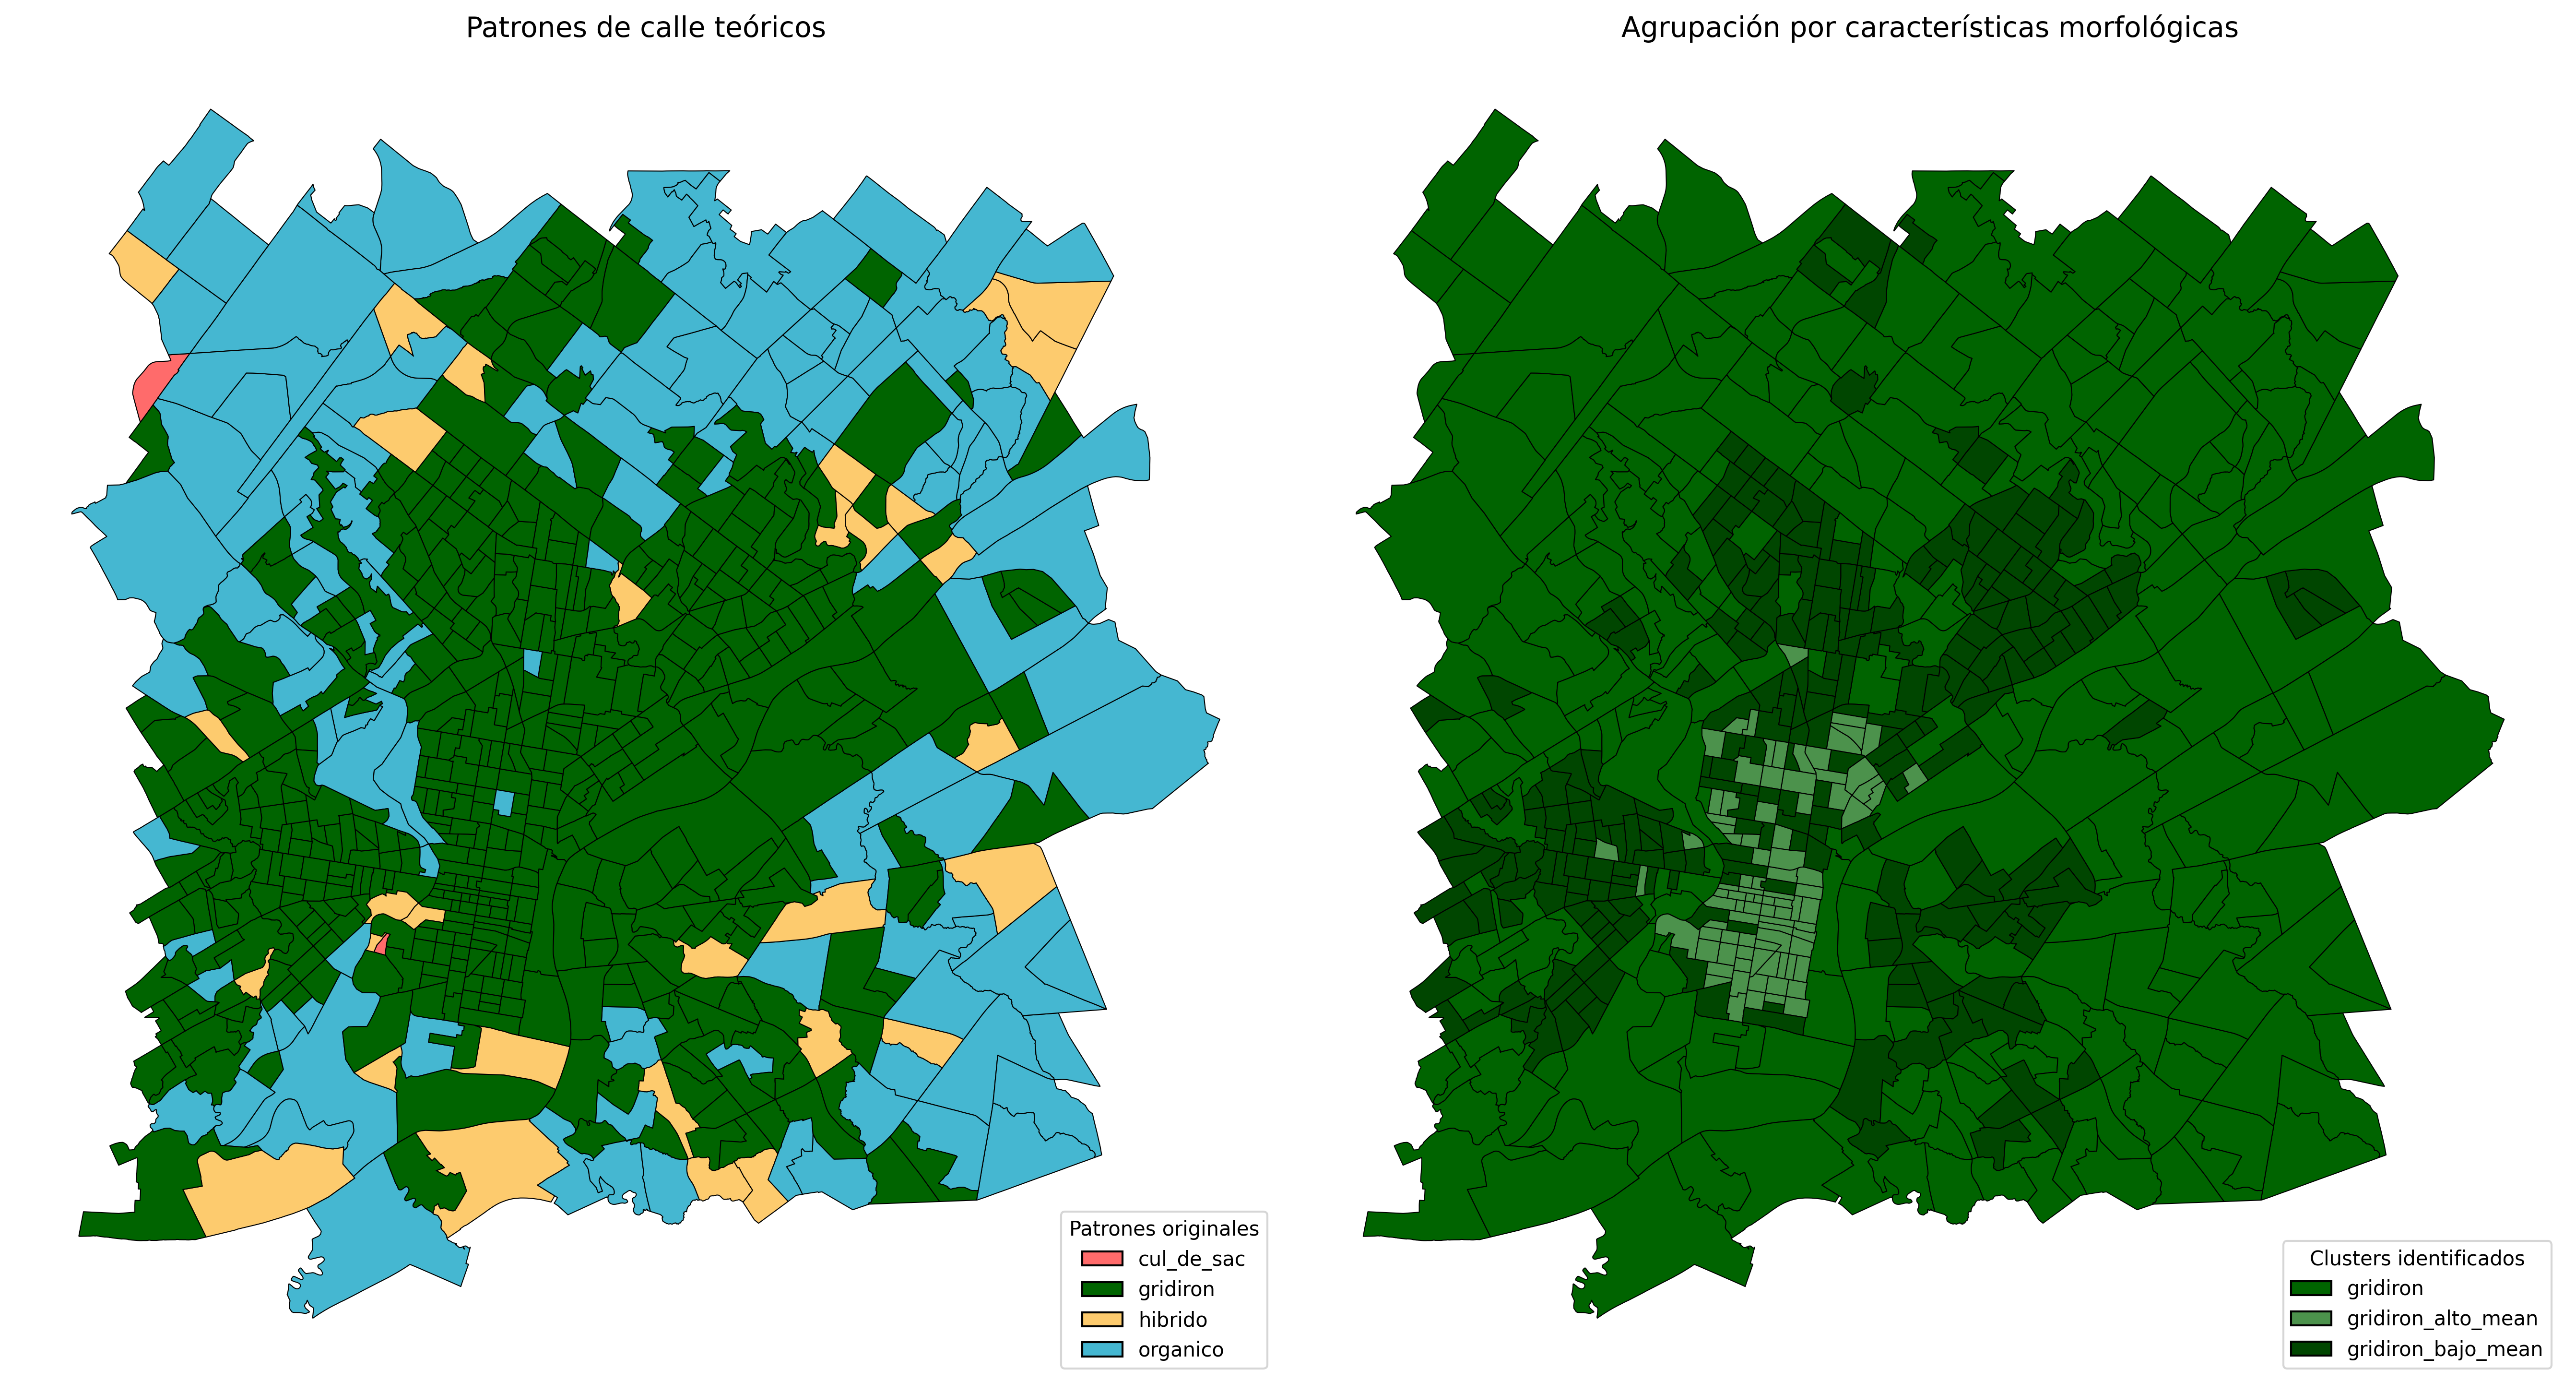 Patrones de calle teóricos
Agrupación por características morfológicas
Patrones originales
cul_de_sac
gridiron
hibrido
organico
Clusters identificados
gridiron
gridiron_alto_mean
gridiron_bajo_mean